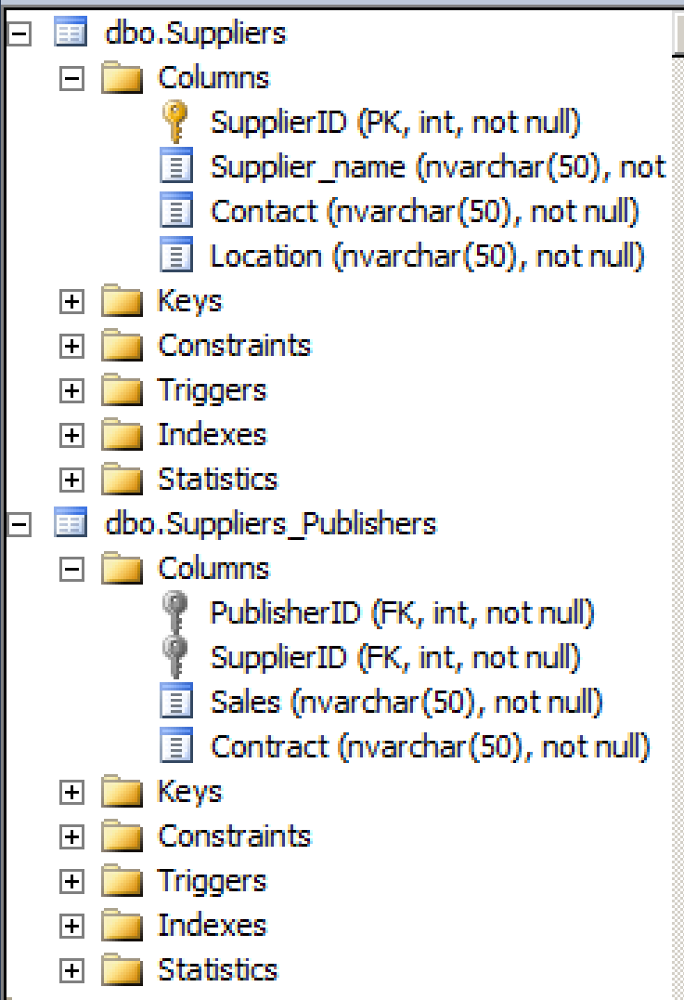 dbo.Suppliers
Columns
SupplierID (PK, int, not null)
Supplier_name (nvarchar(50), not
Contact (nvarchar(50), not null)
Location (nvarchar(50), not null)
Keys
Constraints
Triggers
Indexes
Statistics
dbo.Suppliers_Publishers
Columns
PublisherID (FK, int, not null)
SupplierID (FK, int, not null)
Sales (nvarchar(50), not null)
Contract (nvarchar(50), not null)
Keys
Constraints
Triggers
Indexes
Statistics